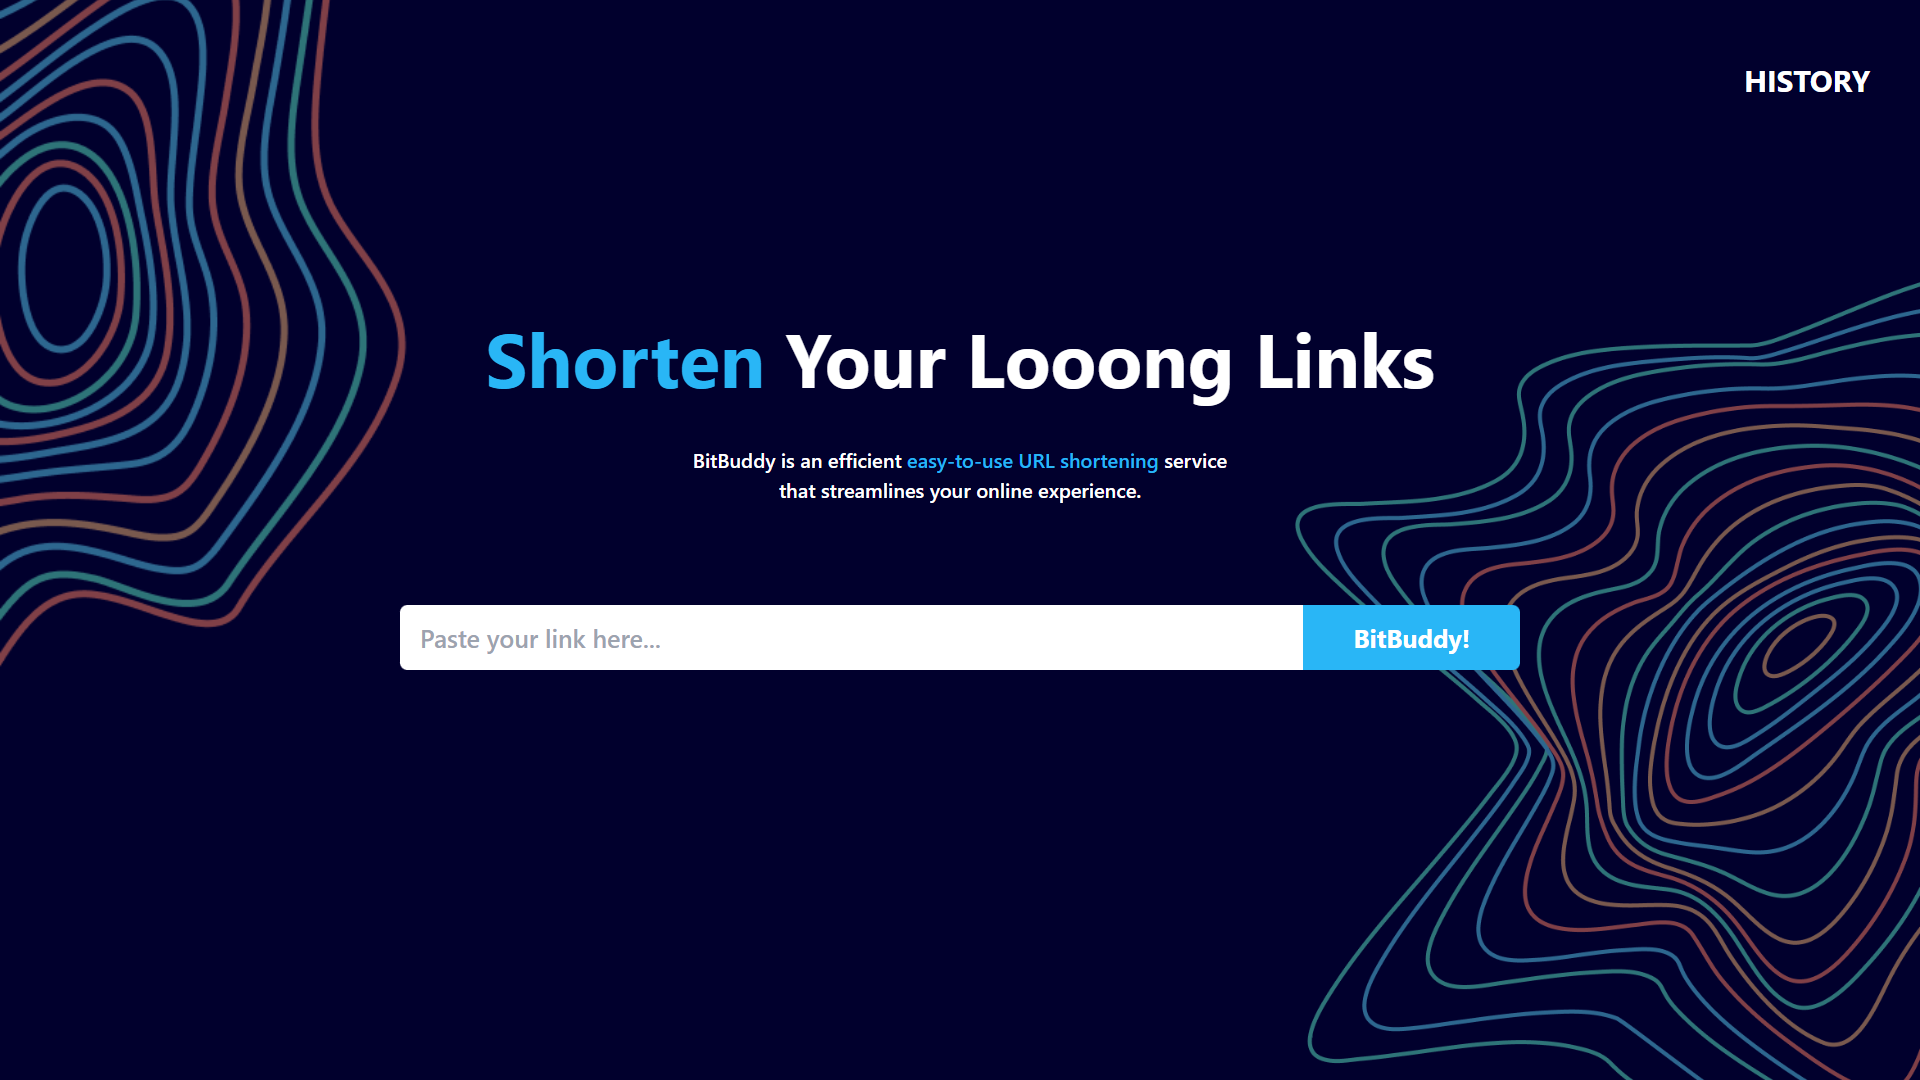 HISTORY
Shorten Your Looong Links
BitBuddy is an efficient easy-to-use URL shortening service
that streamlines your online experience.
Paste your link here...
BitBuddy!